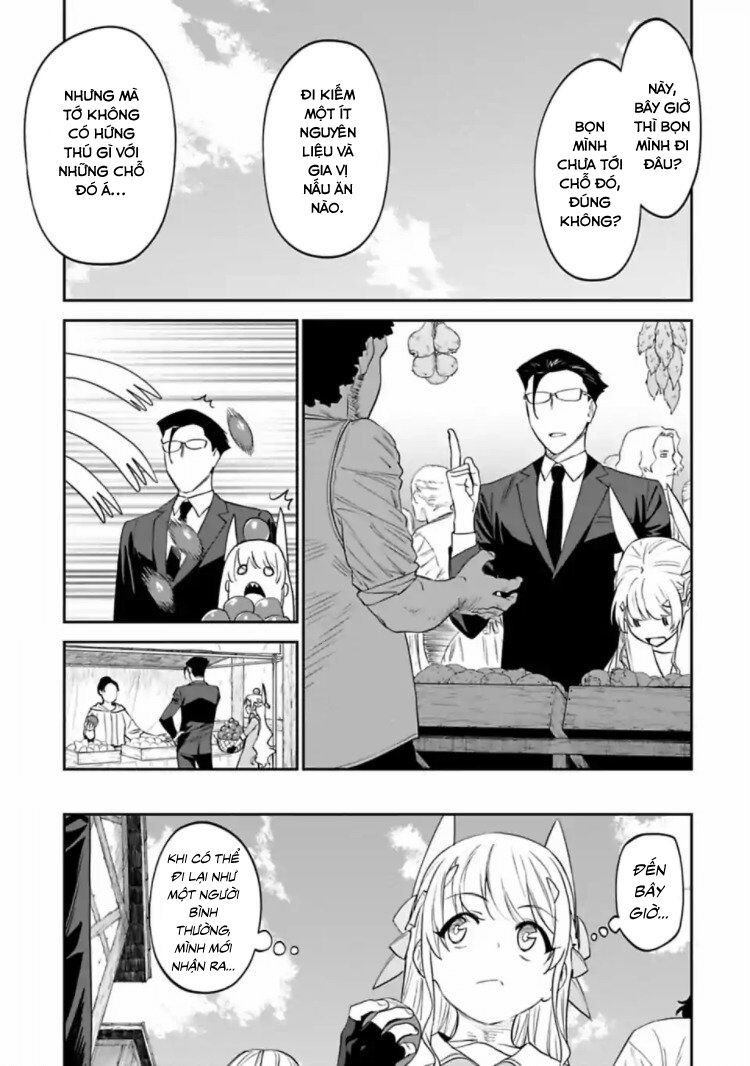 NÀY,
BÂY GIỜ
THÌ BỌN
MÌNH ĐI
ĐÂU?
BỌN
MÌNH
CHƯA TỚI
CHỖ ĐÓ,
ĐÚNG
KHÔNG?
ĐI KIẾM
MỘT ÍT
NGUYÊN
LIỆU VÀ
GIA VỊ
NẤU ĂN
NÀO.
NHƯNG MÀ
TỚ KHÔNG
CÓ HỨNG
THÚ GÌ VỚI
NHỮNG CHỖ
ĐÓ Á...
ĐẾN
BÂY
GIỜ...
KHI CÓ THỂ
ĐI LẠI NHƯ
MỘT NGƯỜI
BÌNH
THƯỜNG,
MÌNH MỚI
NHẬN RA...